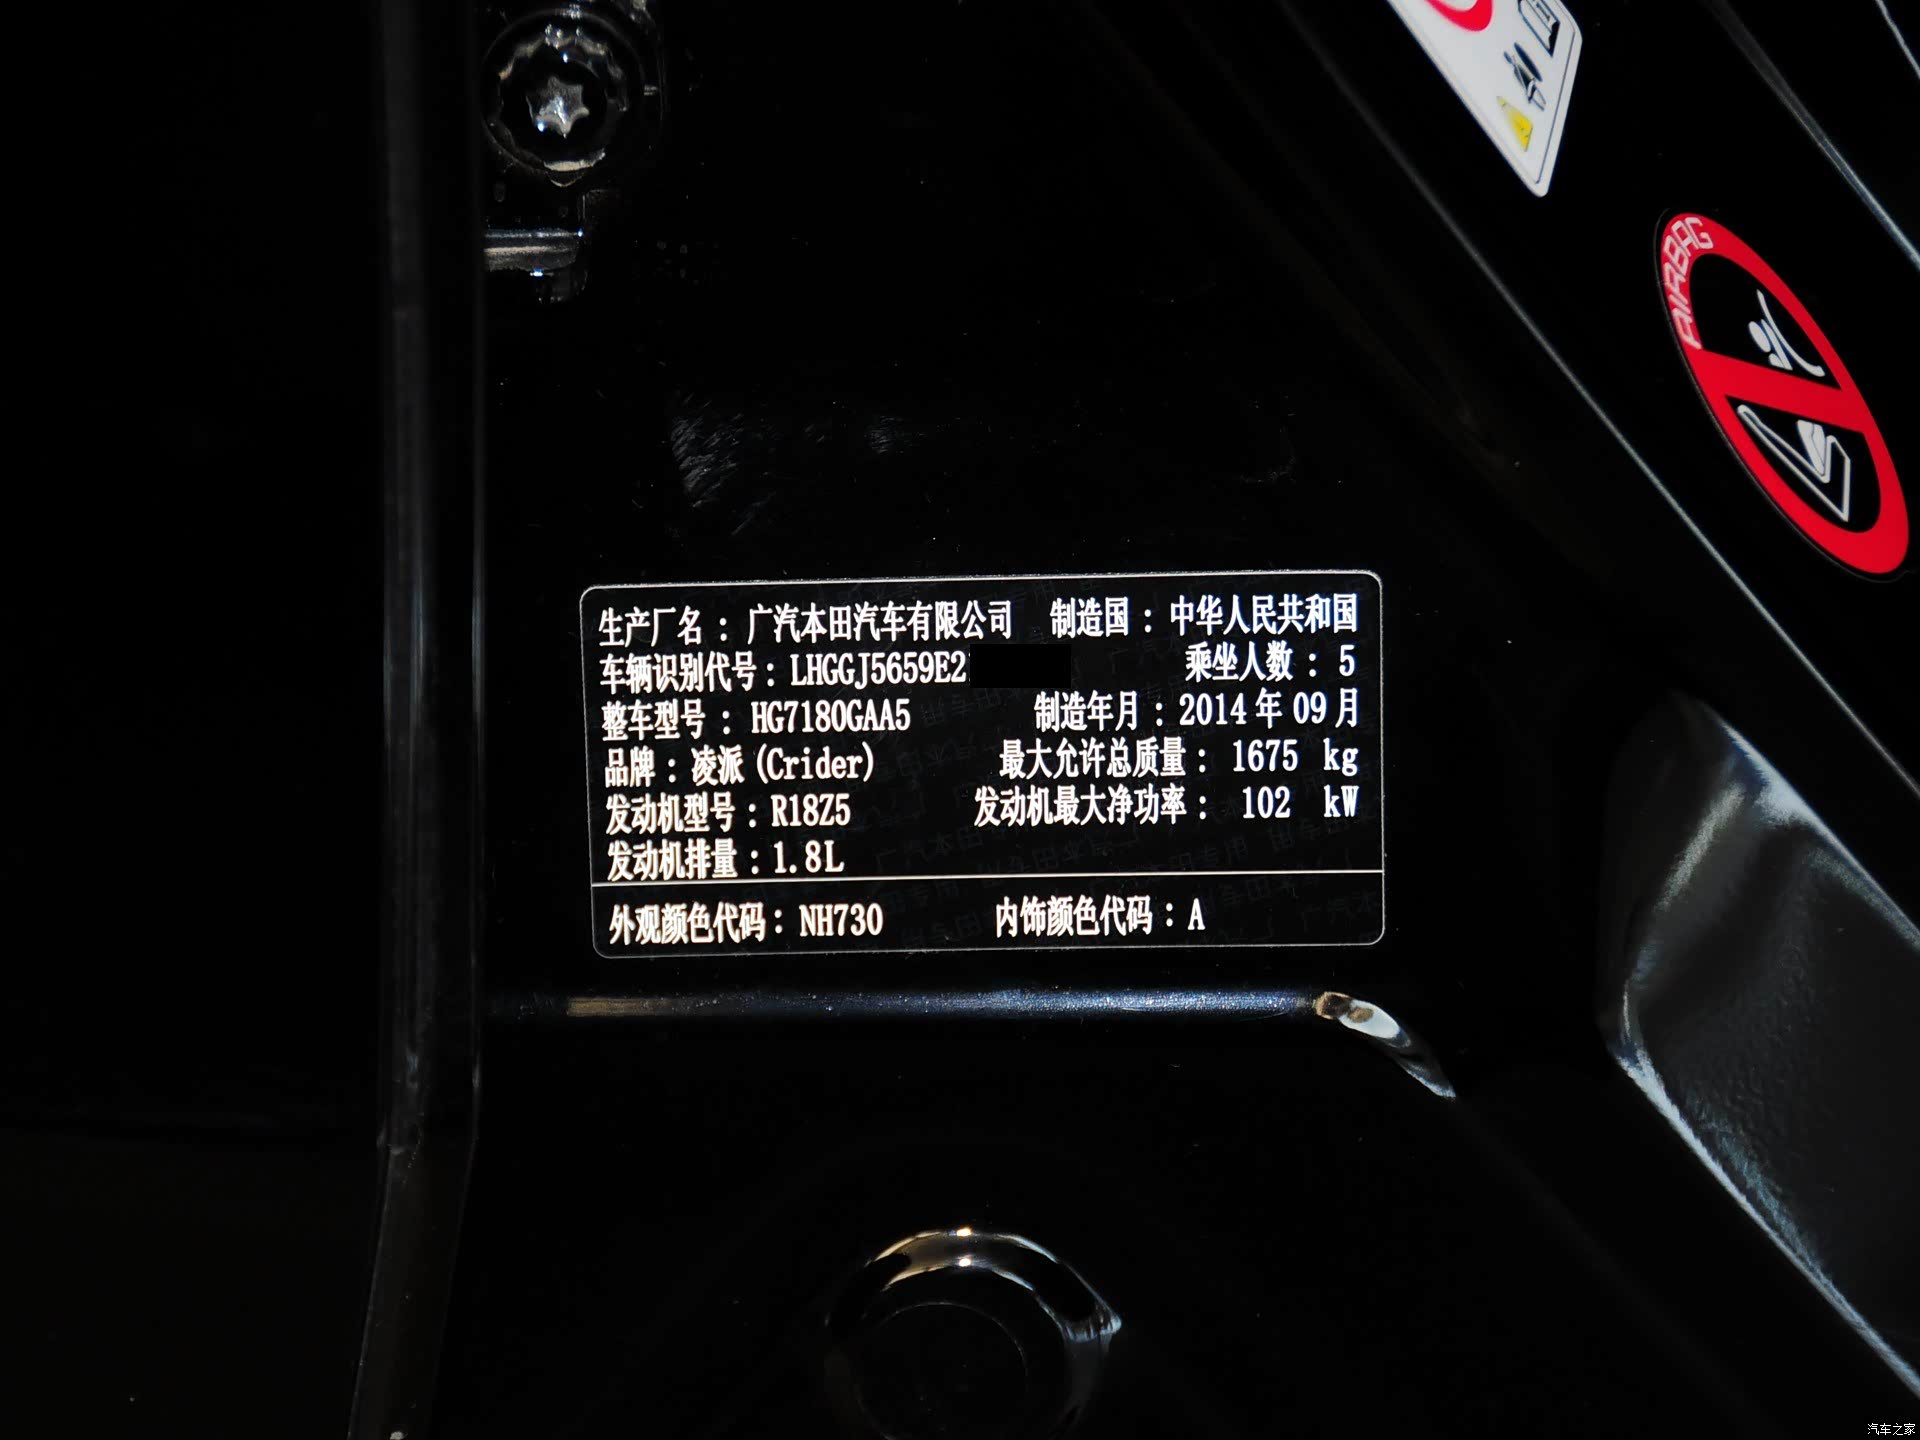 AIRBAG
生产厂名：广汽本田汽车有限公司 制造国：中华人民共和国
车辆识别代号：LHGGJ5659E2 乘坐人数：5
整车型号：HG7180GAA5 制造年月：2014年09月
品牌：凌派(Crider) 最大允许总质量：1675 kg
发动机型号：R18Z5 发动机最大净功率：102 kW
发动机排量：1.8L
外观颜色代码：NH730 内饰颜色代码：A
汽车之家